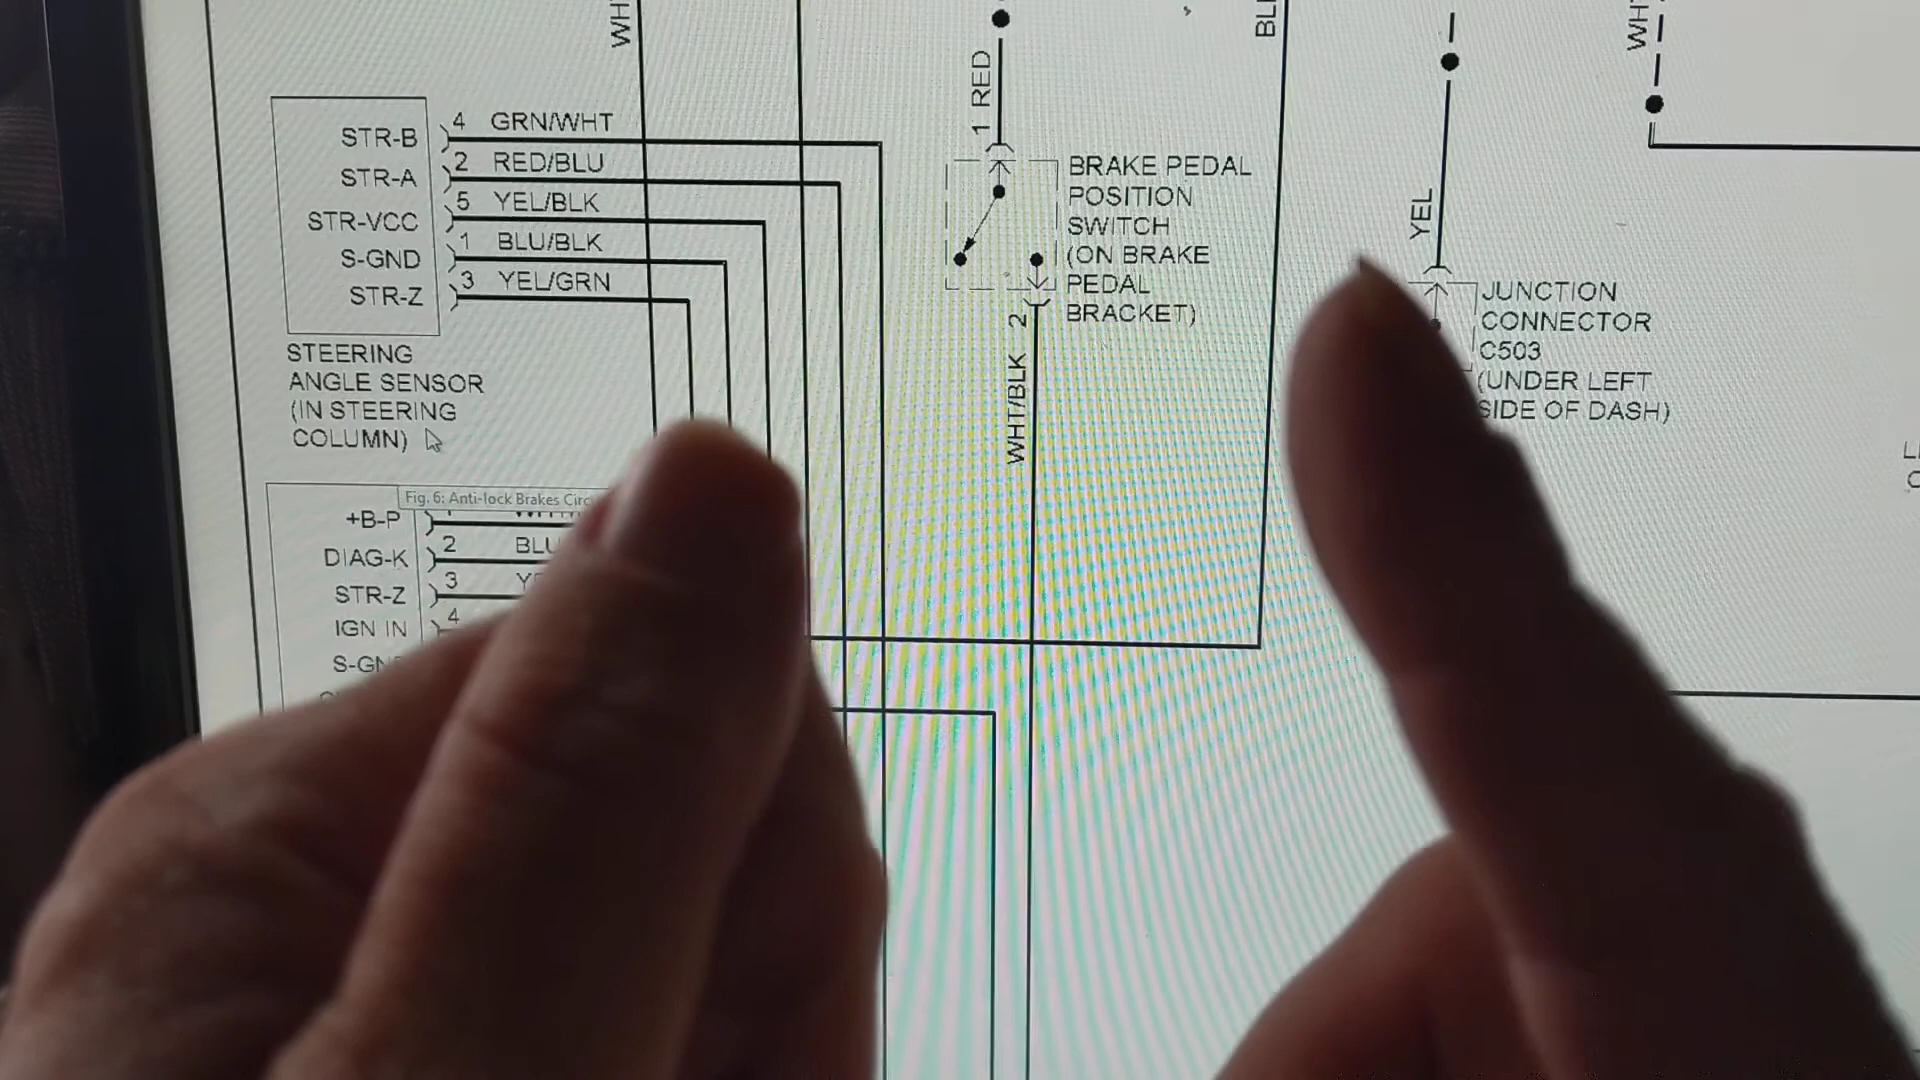 WHT
BLU
WHT
1 RED
STR-B 4 GRN/WHT
STR-A 2 RED/BLU
STR-VCC 5 YEL/BLK
S-GND 1 BLU/BLK
STR-Z 3 YEL/GRN
STEERING
ANGLE SENSOR
(IN STEERING
COLUMN)
BRAKE PEDAL
POSITION
SWITCH
(ON BRAKE
PEDAL
BRACKET)
2 WHT/BLK
YEL
JUNCTION
CONNECTOR
C503
(UNDER LEFT
SIDE OF DASH)
Fig. 6: Anti-lock Brakes Circ
+B-P
DIAG-K 2 BLU
STR-Z 3
IGN IN 4